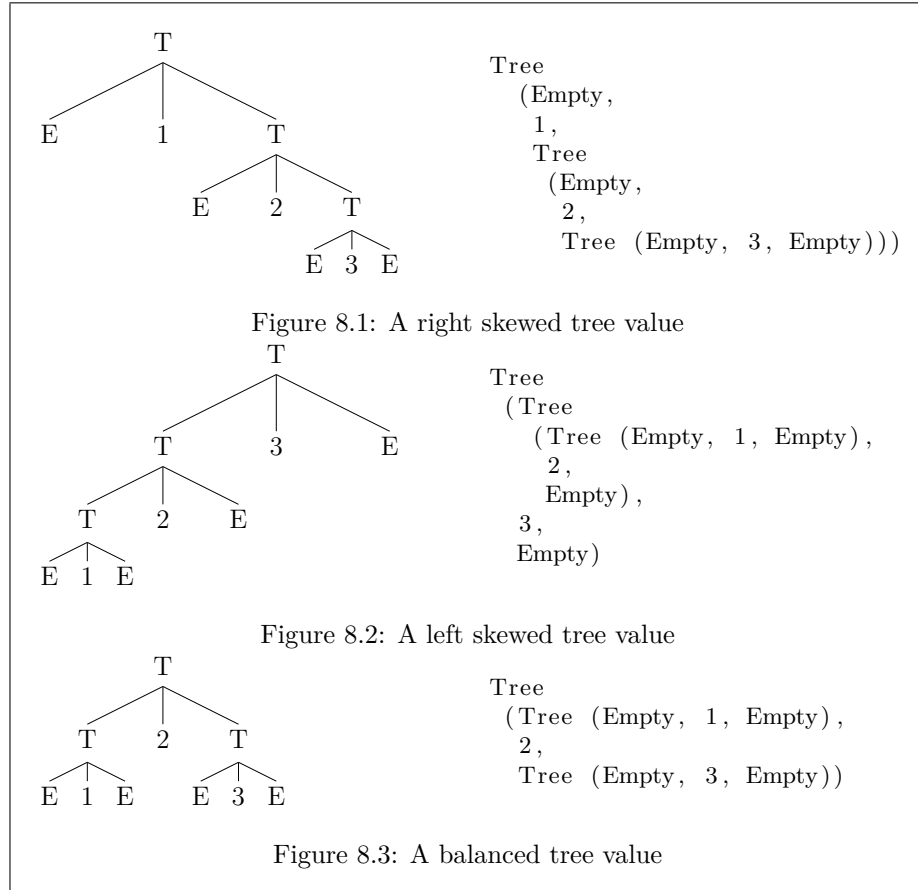 T
E 1 T
E 2 T
E 3 E
Tree
(Empty,
1,
Tree
(Empty,
2,
Tree (Empty, 3, Empty)))
Figure 8.1: A right skewed tree value
T
T 3 E
T 2 E
E 1 E
Tree
(Tree
(Tree (Empty, 1, Empty),
2,
Empty),
3,
Empty)
Figure 8.2: A left skewed tree value
T
T 2 T
E 1 E E 3 E
Tree
(Tree (Empty, 1, Empty),
2,
Tree (Empty, 3, Empty))
Figure 8.3: A balanced tree value